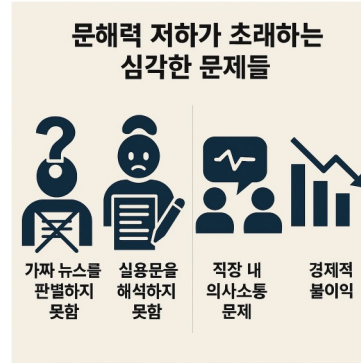 문해력 저하가 초래하는
심각한 문제들
가짜 뉴스를
판별하지
못함
실용문을
해석하지
못함
직장 내
의사소통
문제
경제적
불이익